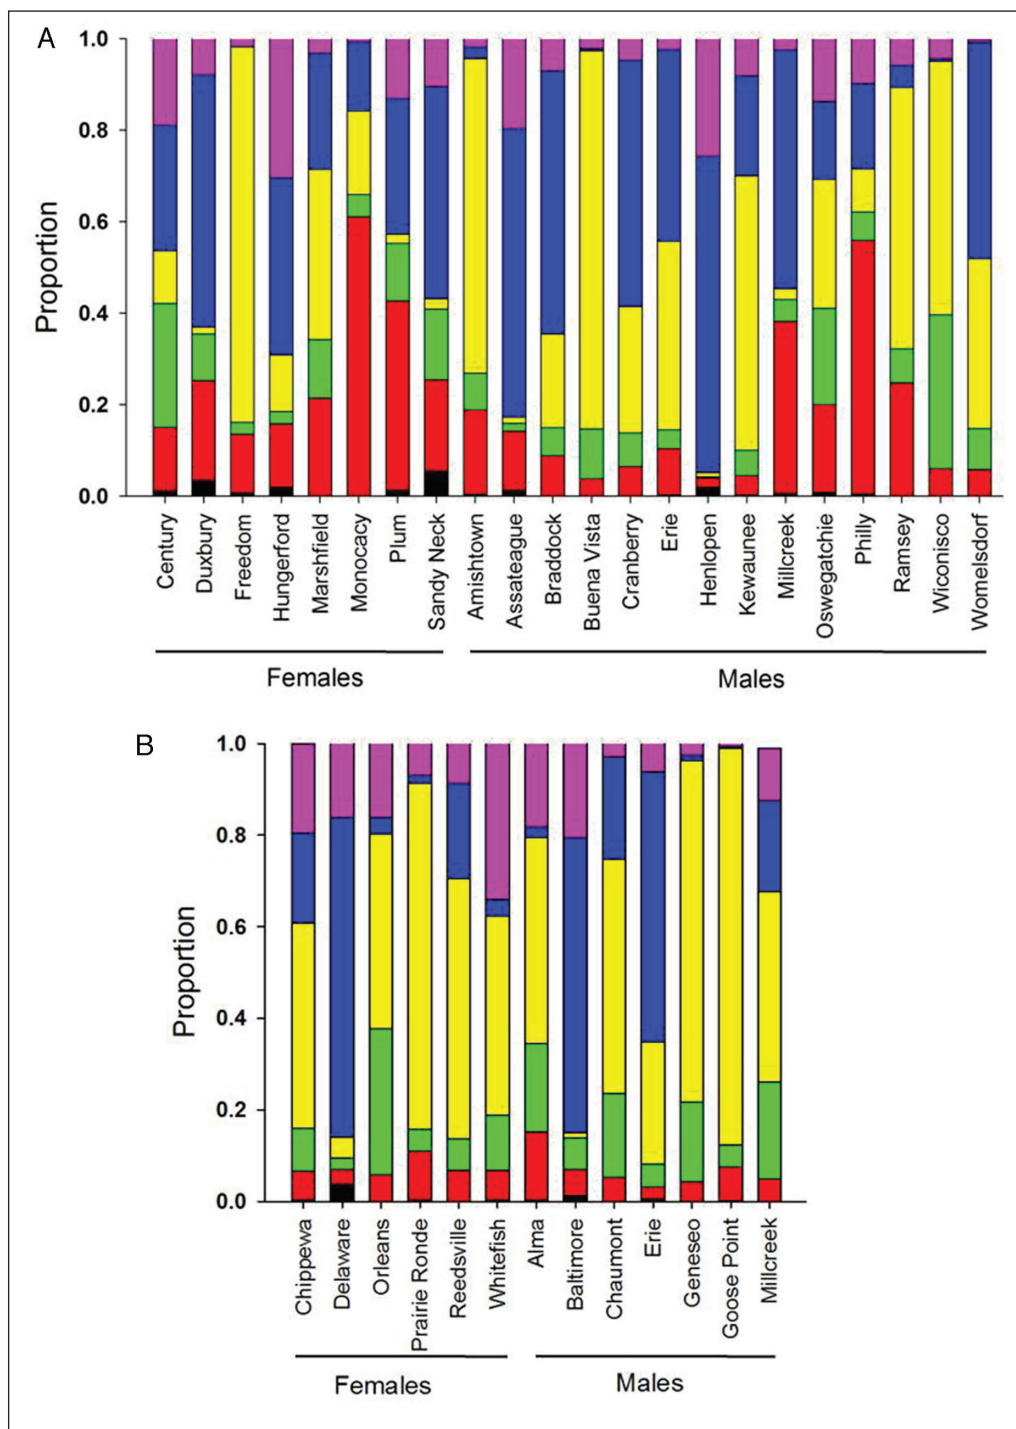 A
1.0
0.8
0.6
0.4
0.2
0.0
Proportion
Century
Duxbury
Freedom
Hungerford
Marshfield
Monocacy
Plum
Sandy Neck
Amishtown
Assateague
Braddock
Buena Vista
Cranberry
Erie
Henlopen
Kewaunee
Millcreek
Oswegatchie
Philly
Ramsey
Wiconisco
Womelsdorf
Females
Males
B
1.0
0.8
0.6
0.4
0.2
0.0
Proportion
Chippewa
Delaware
Orleans
Prairie Ronde
Reedsville
Whitefish
Alma
Baltimore
Chaumont
Erie
Geneseo
Goose Point
Millcreek
Females
Males